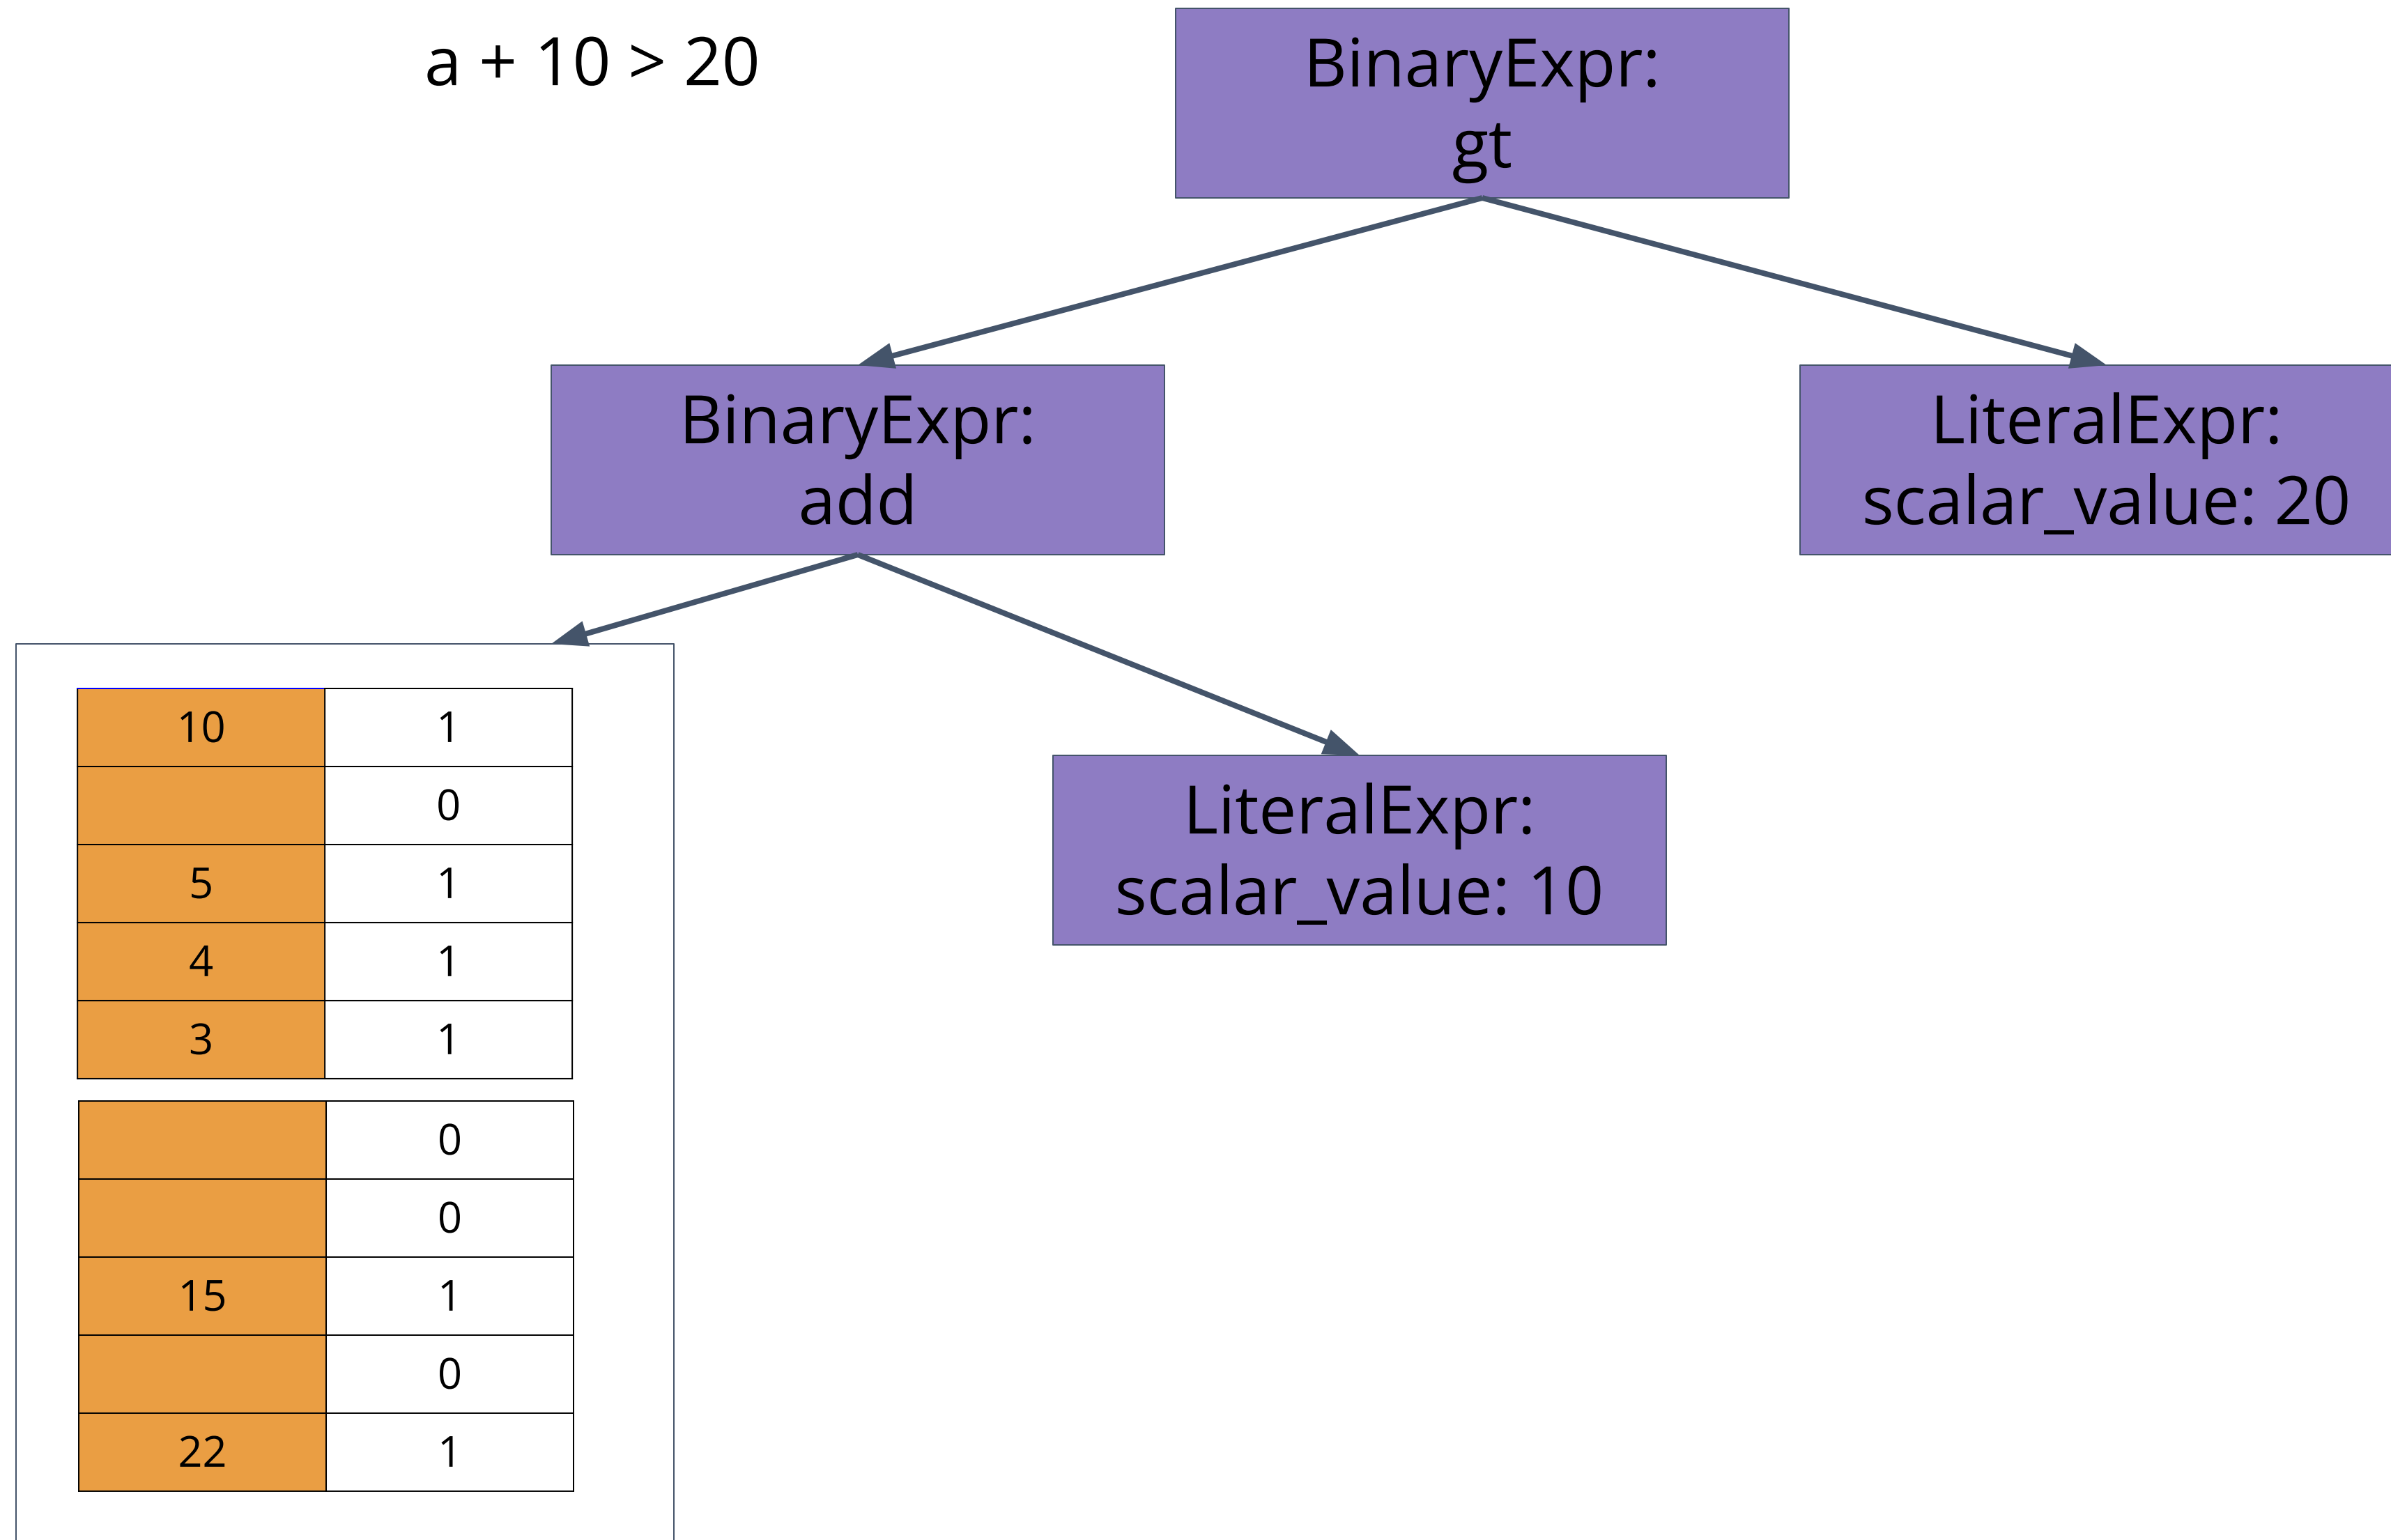 a + 10 > 20
BinaryExpr:
gt
BinaryExpr:
add
LiteralExpr:
scalar_value: 20
10 1
0
5 1
4 1
3 1
LiteralExpr:
scalar_value: 10
0
0
15 1
0
22 1